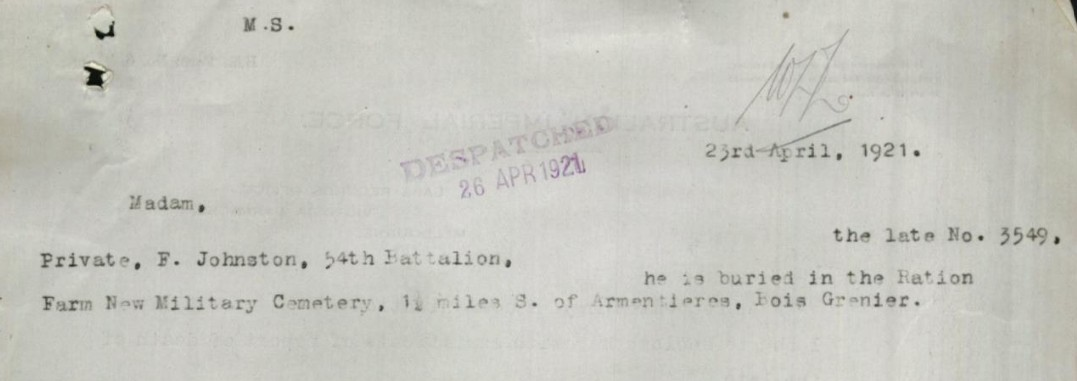 M.S.
DESPATCHED
26 APR 1921
23rd April, 1921.
Madam,
the late No. 3549,
Private, F. Johnston, 54th Battalion,
he is buried in the Ration
Farm New Military Cemetery, 1½ miles S. of Armentieres, Bois Grenier.